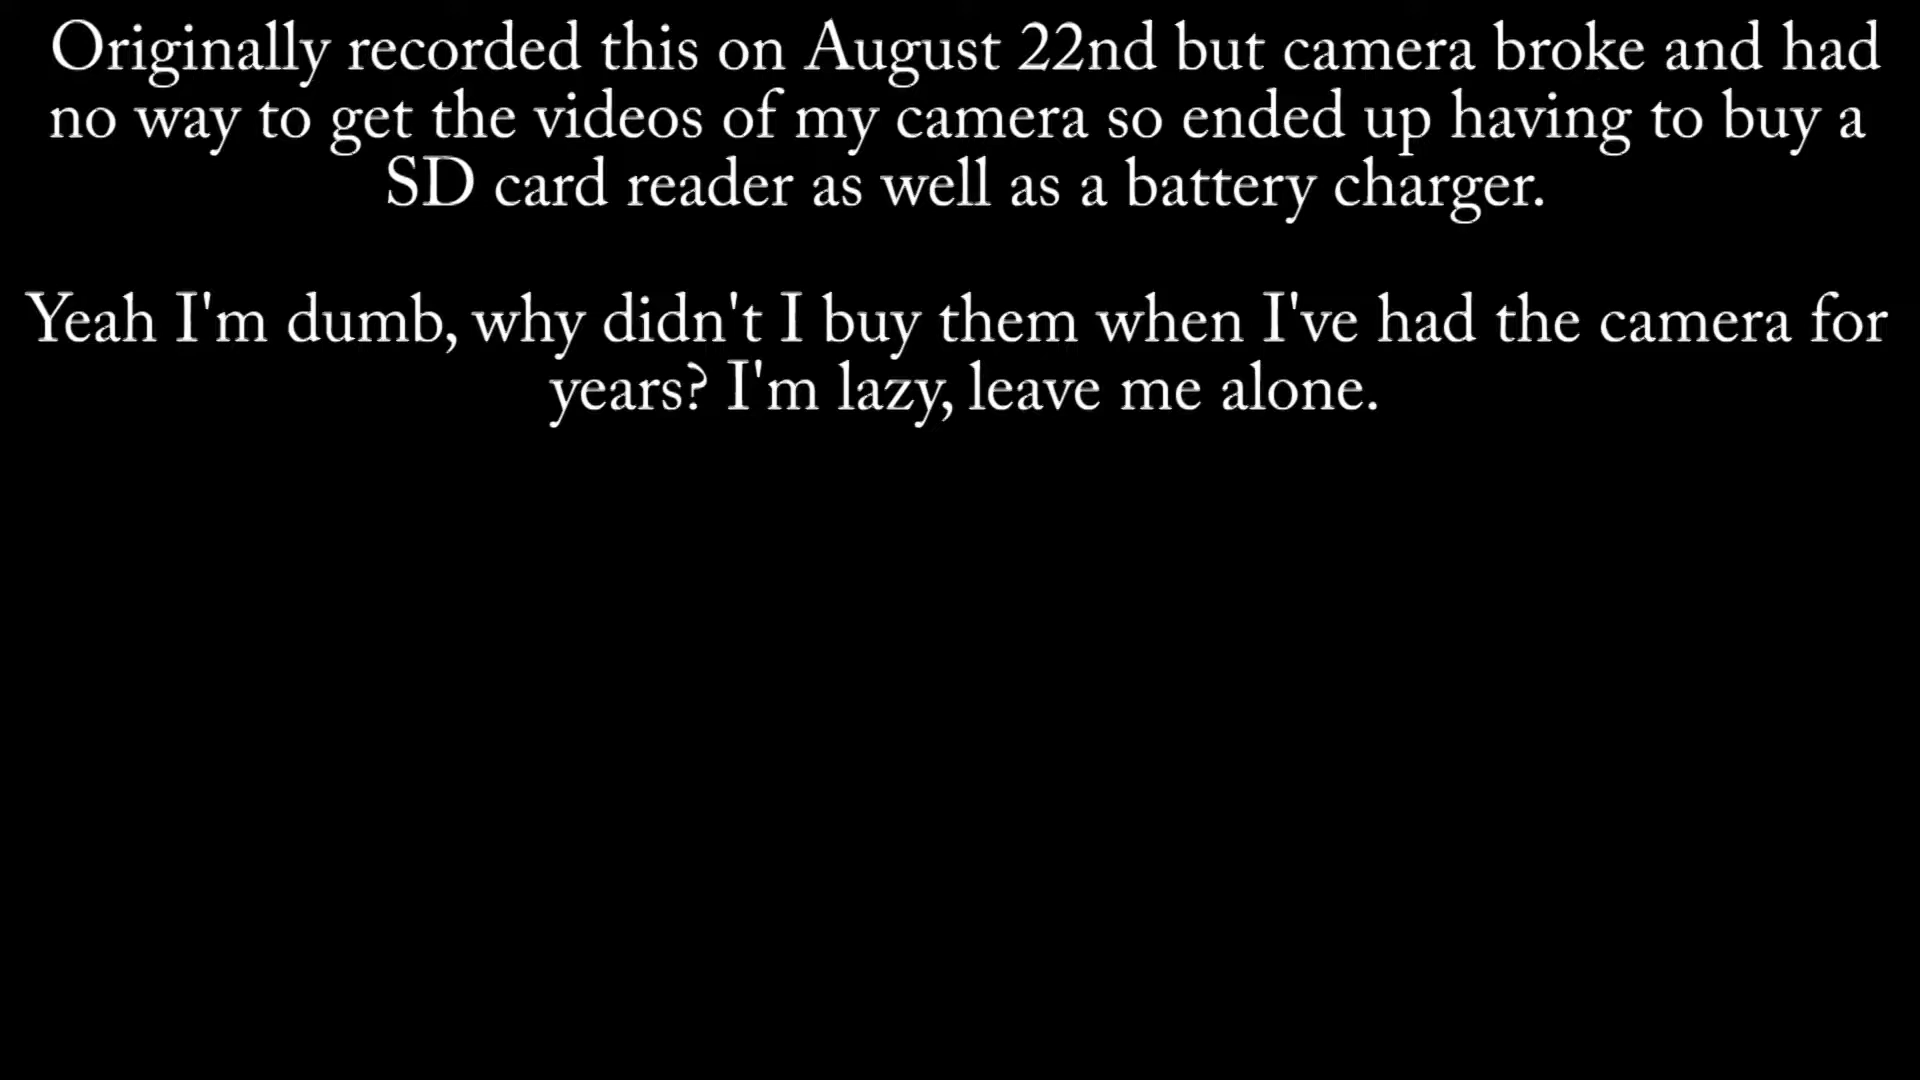 Originally recorded this on August 22nd but camera broke and had
no way to get the videos of my camera so ended up having to buy a
SD card reader as well as a battery charger.
Yeah I'm dumb, why didn't I buy them when I've had the camera for
years? I'm lazy, leave me alone.